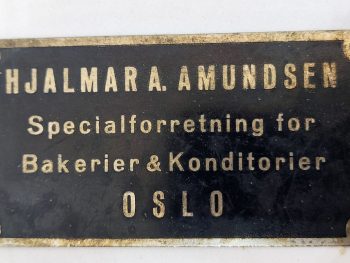 HJALMAR A. AMUNDSEN
Specialforretning for
Bakerier & Konditorier
OSLO